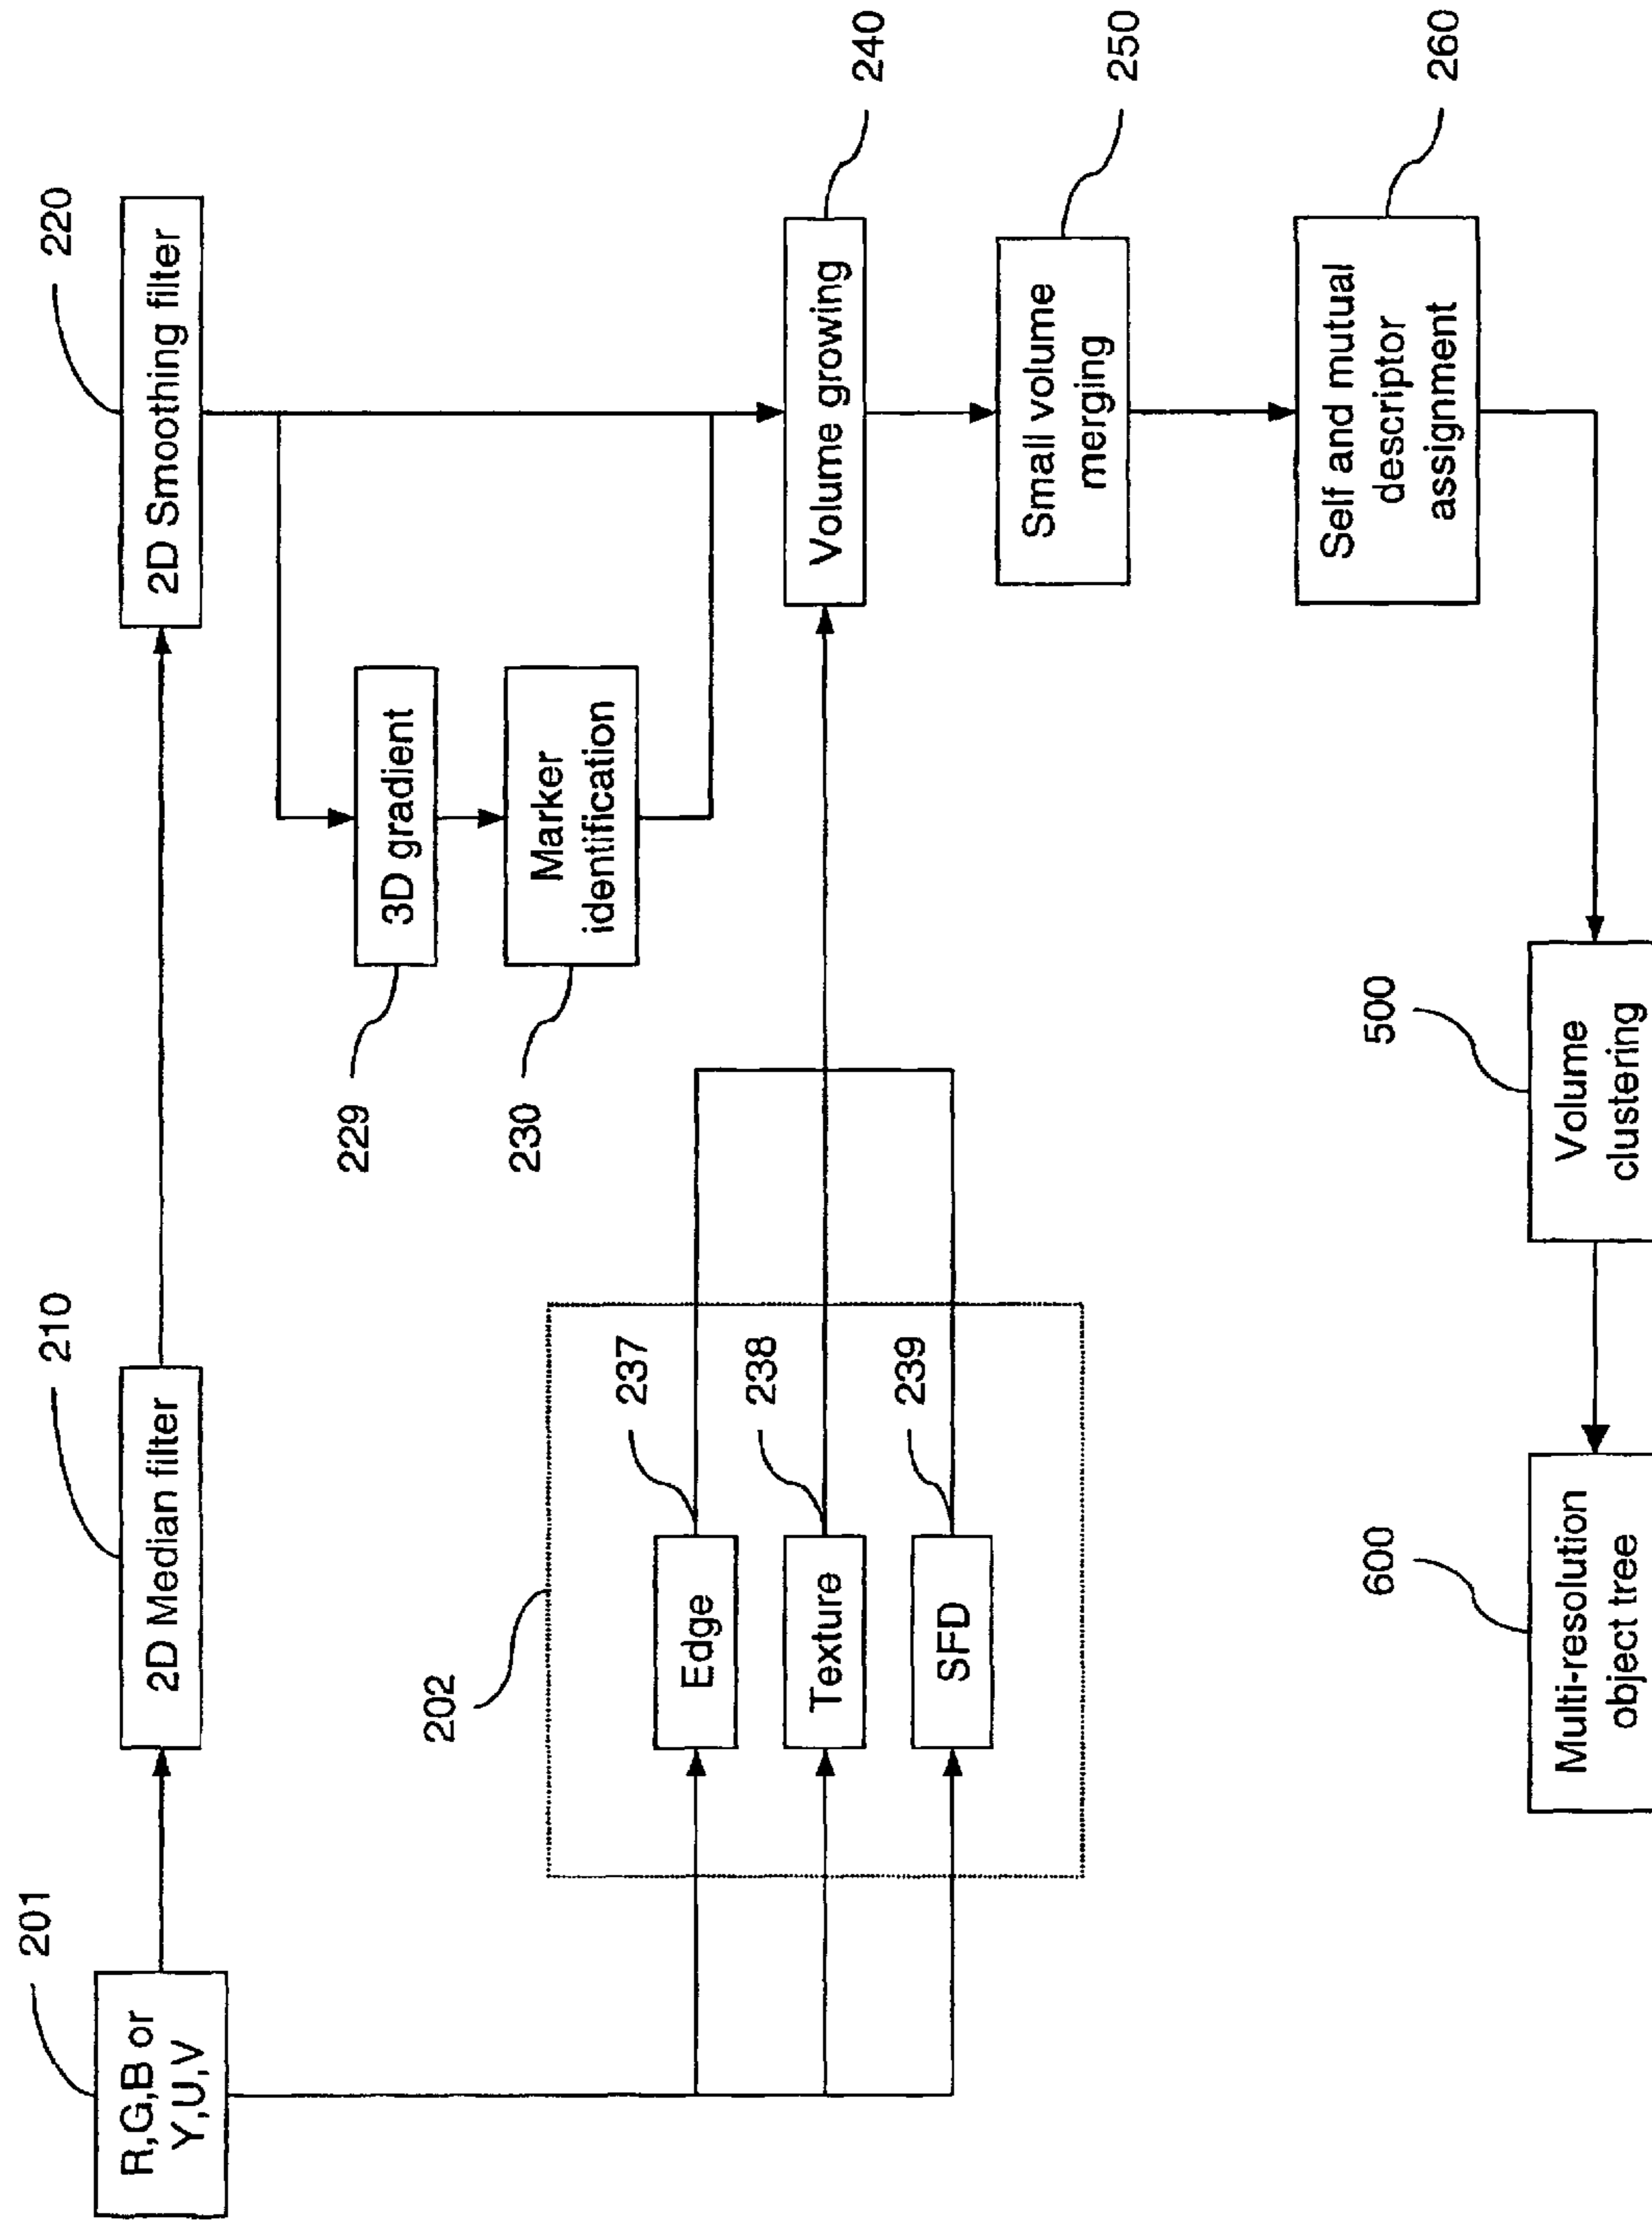 201
R,G,B or
Y,U,V
210
2D Median filter
220
2D Smoothing filter
229
3D gradient
230
Marker
identification
202
237
Edge
238
Texture
239
SFD
240
Volume growing
250
Small volume
merging
260
Self and mutual
descriptor
assignment
500
Volume
clustering
600
Multi-resolution
object tree